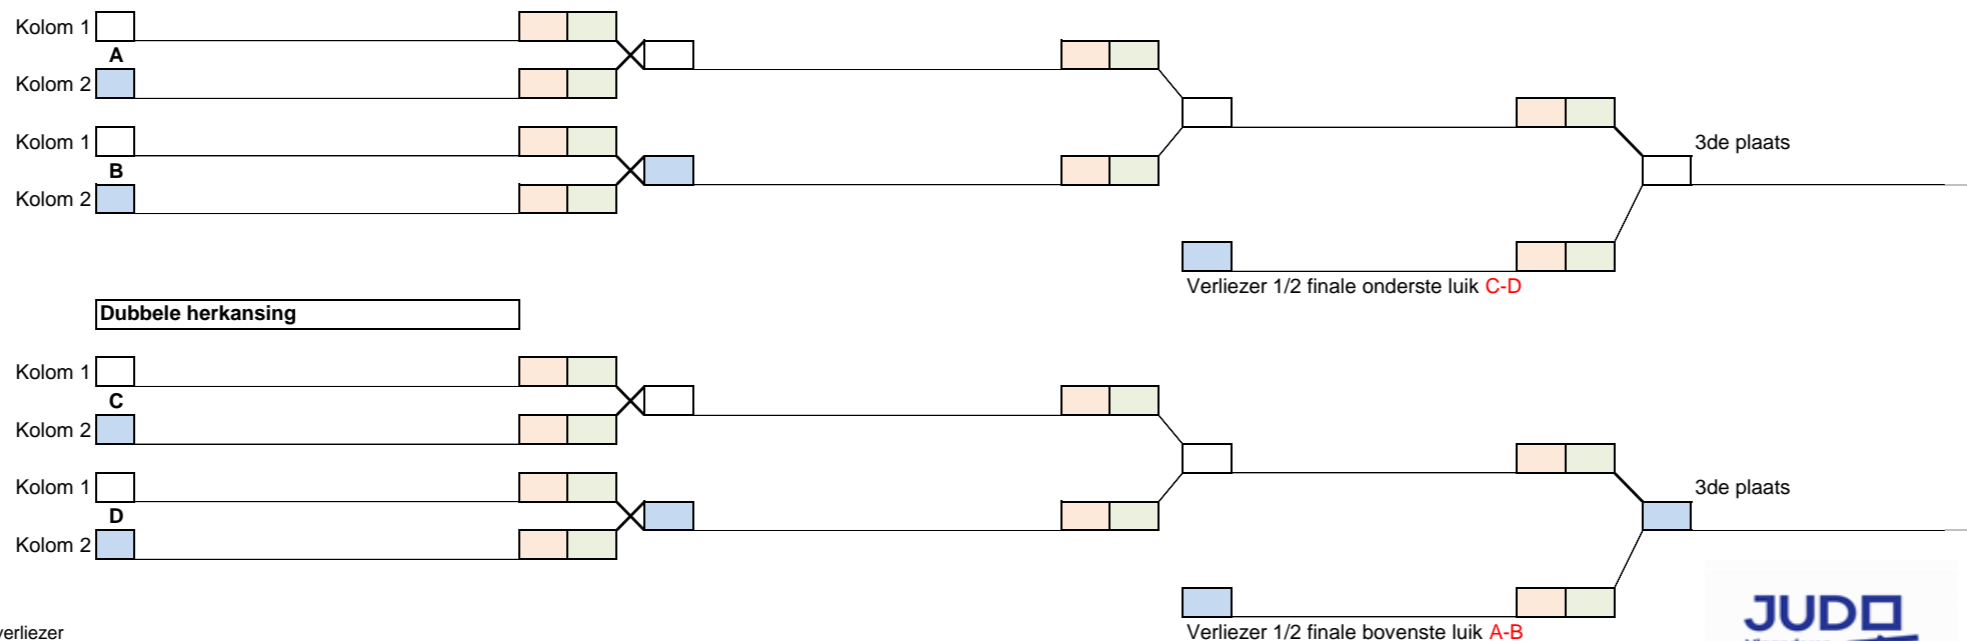 Kolom 1
A
Kolom 2
Kolom 1
B
Kolom 2
3de plaats
Verliezer 1/2 finale onderste luik C-D
Dubbele herkansing
Kolom 1
C
Kolom 2
Kolom 1
D
Kolom 2
3de plaats
Verliezer 1/2 finale bovenste luik A-B
verliezer
JUDO